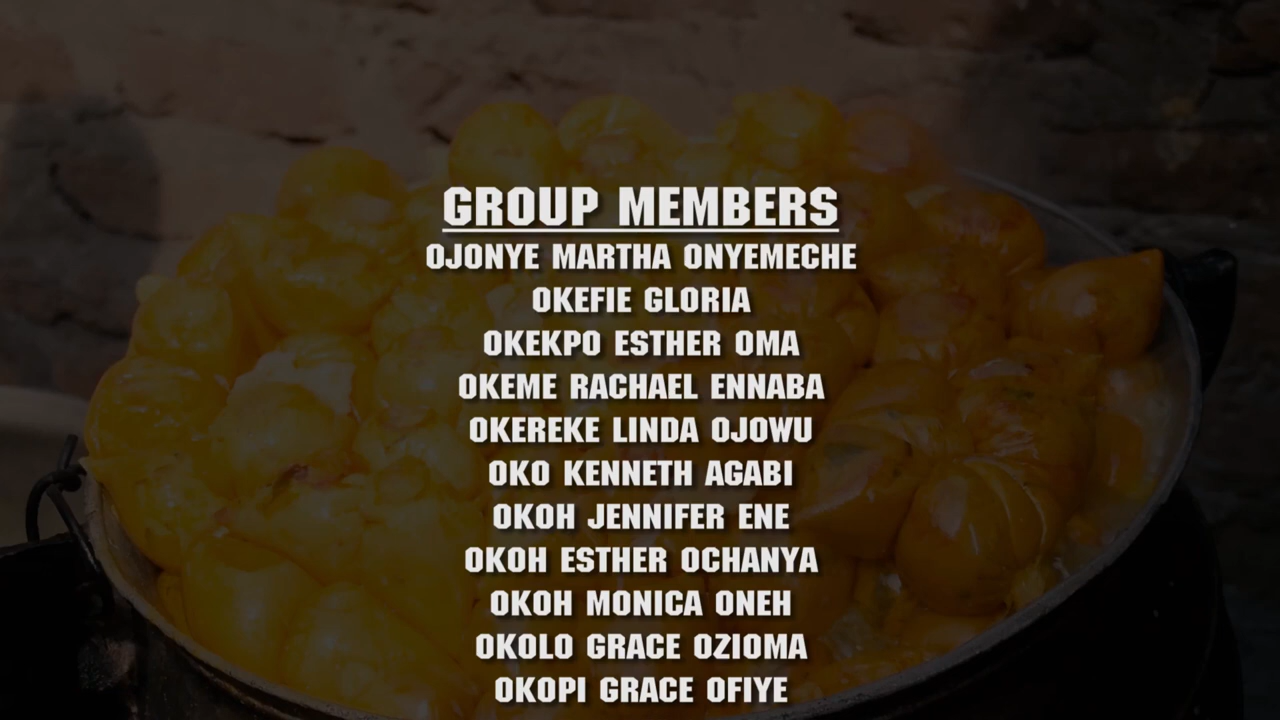 GROUP MEMBERS
OJONYE MARTHA ONYEMECHE
OKEFIE GLORIA
OKEKPO ESTHER OMA
OKEME RACHAEL ENNABA
OKEREKE LINDA OJOWU
OKO KENNETH AGABI
OKOH JENNIFER ENE
OKOH ESTHER OCHANYA
OKOH MONICA ONEH
OKOLO GRACE OZIOMA
OKOPI GRACE OFIYE